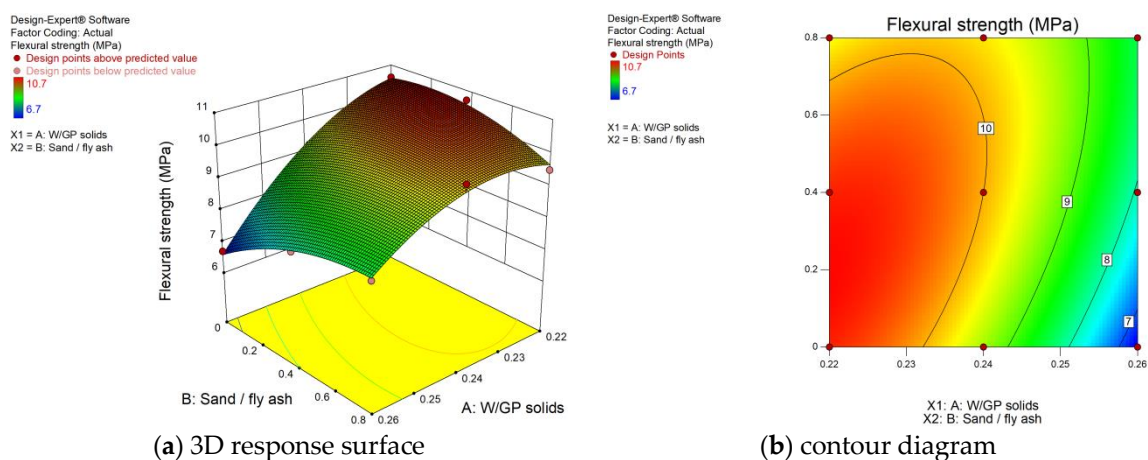 Design-Expert® Software
Factor Coding: Actual
Flexural strength (MPa)
Design points above predicted value
Design points below predicted value
10.7
6.7
X1 = A: W/GP solids
X2 = B: Sand / fly ash
Flexural strength (MPa)
11
10
9
8
7
6
0
0.2
0.4
0.6
0.8
B: Sand / fly ash
0.26
0.25
0.24
0.23
0.22
A: W/GP solids
(a) 3D response surface
Design-Expert® Software
Factor Coding: Actual
Flexural strength (MPa)
Design Points
10.7
6.7
X1 = A: W/GP solids
X2 = B: Sand / fly ash
Flexural strength (MPa)
0.8
0.6
0.4
0.2
0
10
9
8
7
0.22
0.23
0.24
0.25
0.26
X1: A: W/GP solids
X2: B: Sand / fly ash
(b) contour diagram